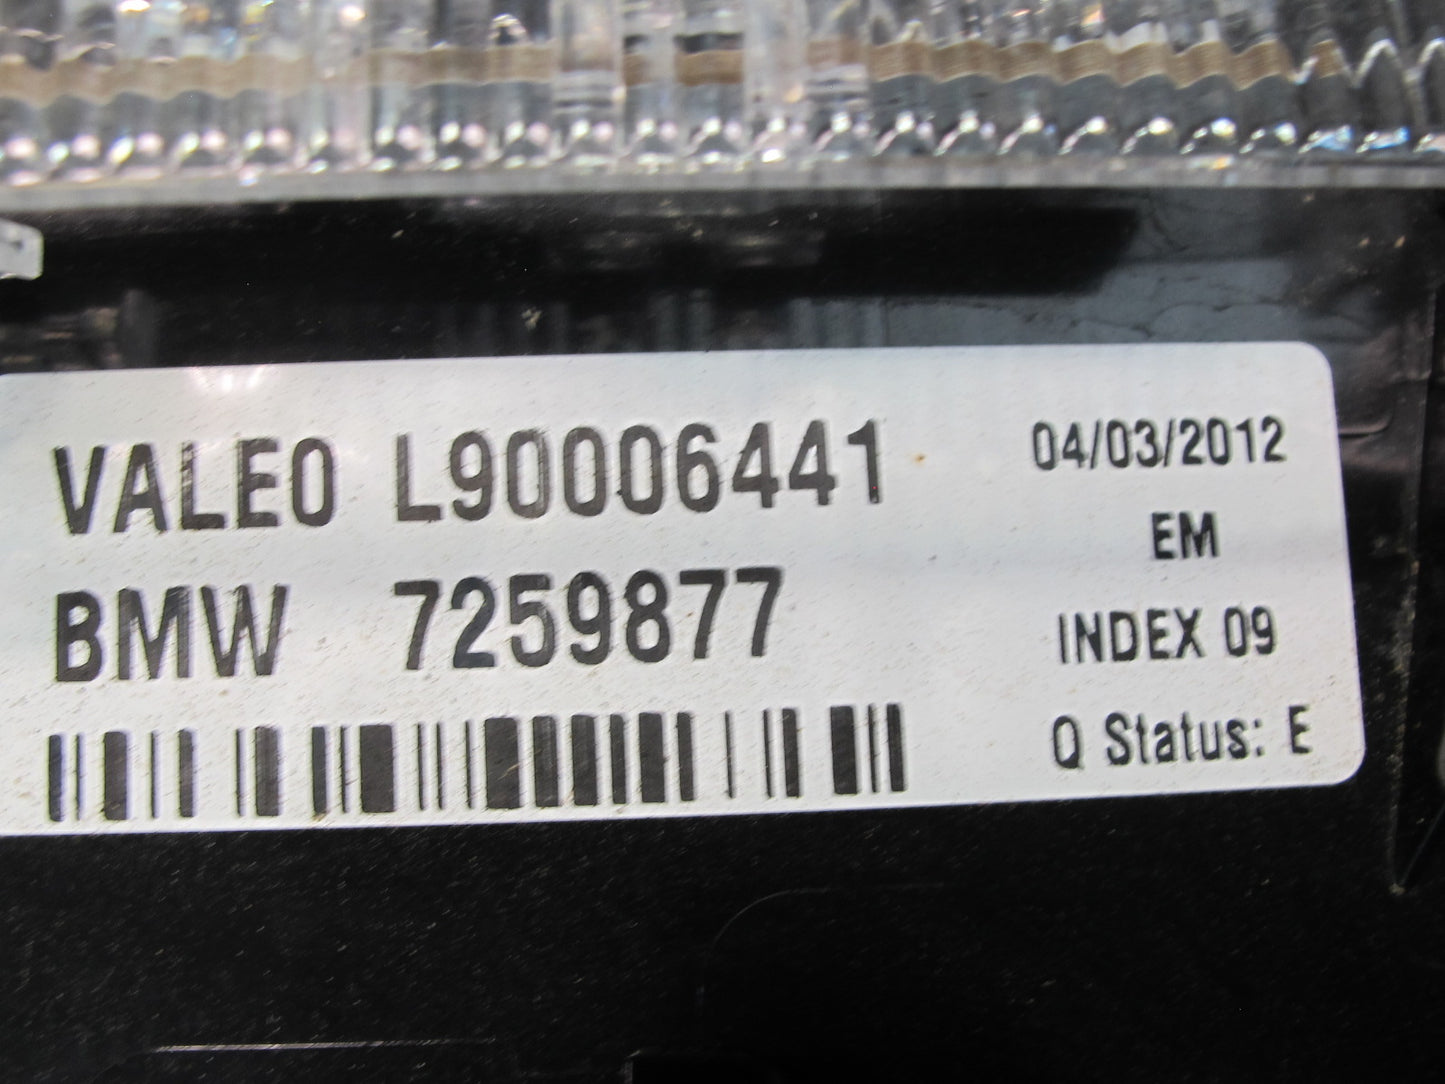 VALEO L90006441
04/03/2012
EM
BMW 7259877
INDEX 09
Q Status: E